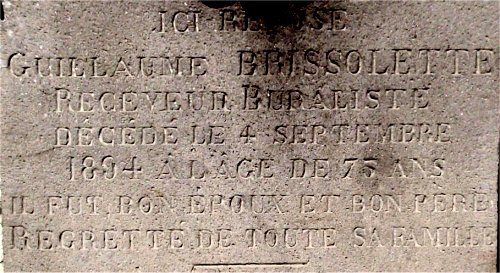 ICI REPOSE
GUILLAUME BRISSOLETTE
RECEVEUR BURALISTE
DÉCÉDÉ LE 4 SEPTEMBRE
1894 A L'ÂGE DE 75 ANS
IL FUT BON EPOUX ET BON PÈRE
REGRETTÉ DE TOUTE SA FAMILLE